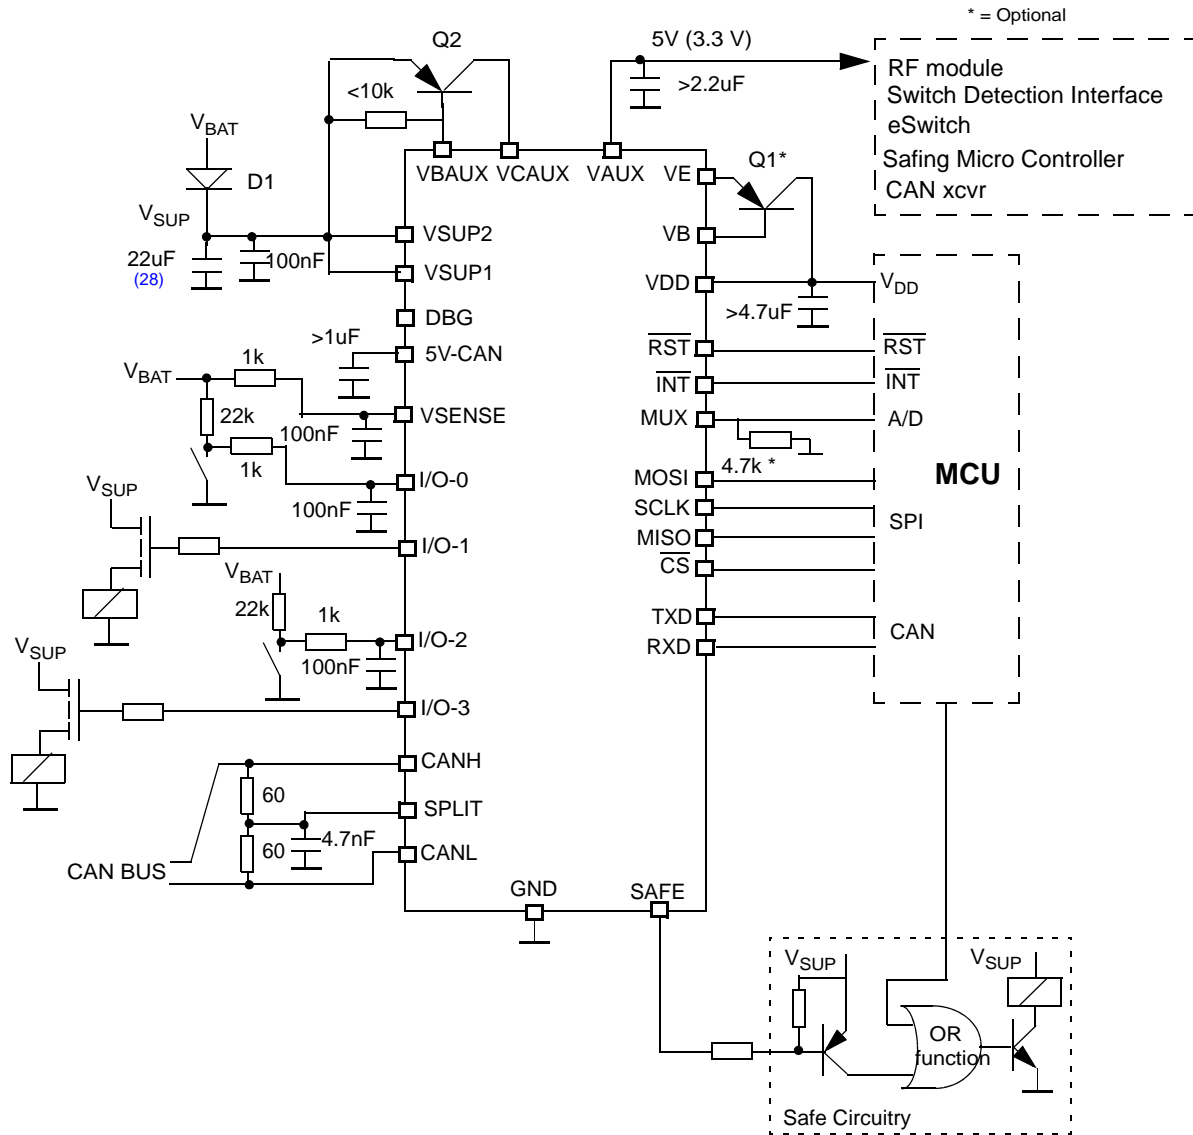 * = Optional
Q2
5V (3.3 V)
RF module
Switch Detection Interface
eSwitch
Safing Micro Controller
CAN xcvr
>2.2uF
<10k
VBAT
D1
VSUP
22uF
(28)
100nF
VBAUX
VCAUX
VAUX
VE
Q1*
VSUP2
VB
VSUP1
VDD
VDD
>4.7uF
DBG
>1uF
5V-CAN
RST
RST
INT
INT
VBAT
1k
22k
VSENSE
100nF
MUX
A/D
4.7k *
1k
I/O-0
100nF
MOSI
SCLK
MISO
CS
SPI
MCU
VSUP
I/O-1
VBAT
22k
1k
I/O-2
100nF
TXD
RXD
CAN
VSUP
I/O-3
CANH
60
SPLIT
4.7nF
60
CANL
CAN BUS
GND
SAFE
VSUP
VSUP
OR
function
Safe Circuitry